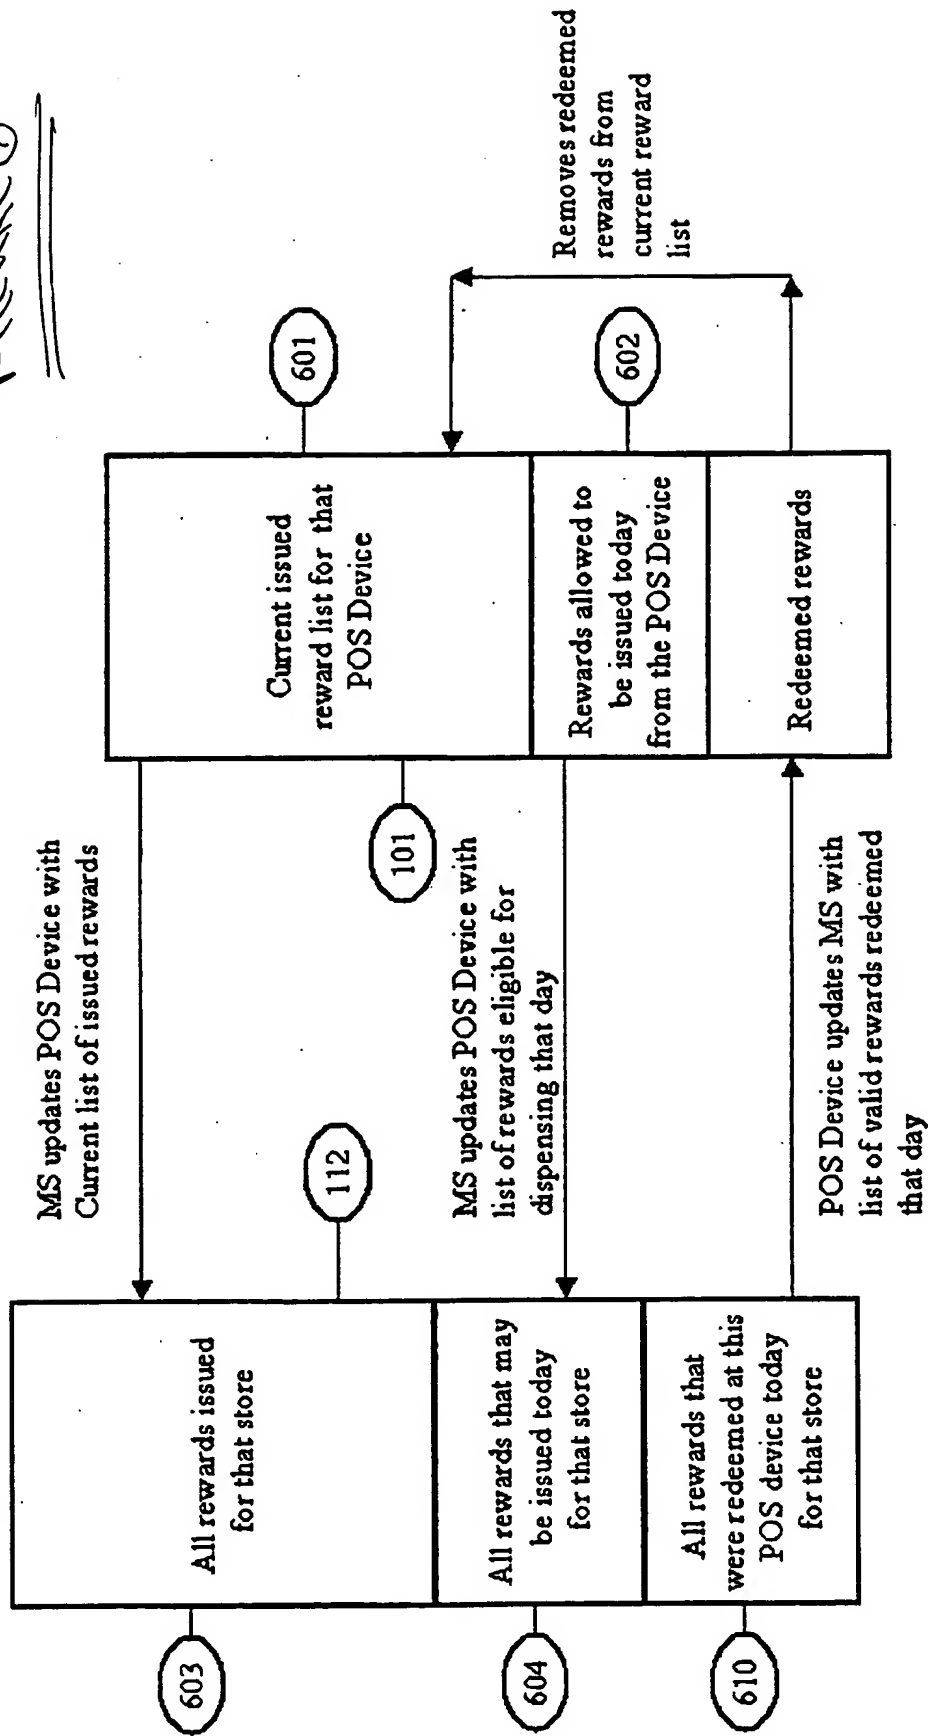 MS updates POS Device with
Current list of issued rewards
603
All rewards issued
for that store
112
101
Current issued
reward list for that
POS Device
601
MS updates POS Device with
list of rewards eligible for
dispensing that day
604
All rewards that may
be issued today
for that store
Rewards allowed to
be issued today
from the POS Device
602
Removes redeemed
rewards from
current reward
list
610
All rewards that
were redeemed at this
POS device today
for that store
Redeemed rewards
POS Device updates MS with
list of valid rewards redeemed
that day